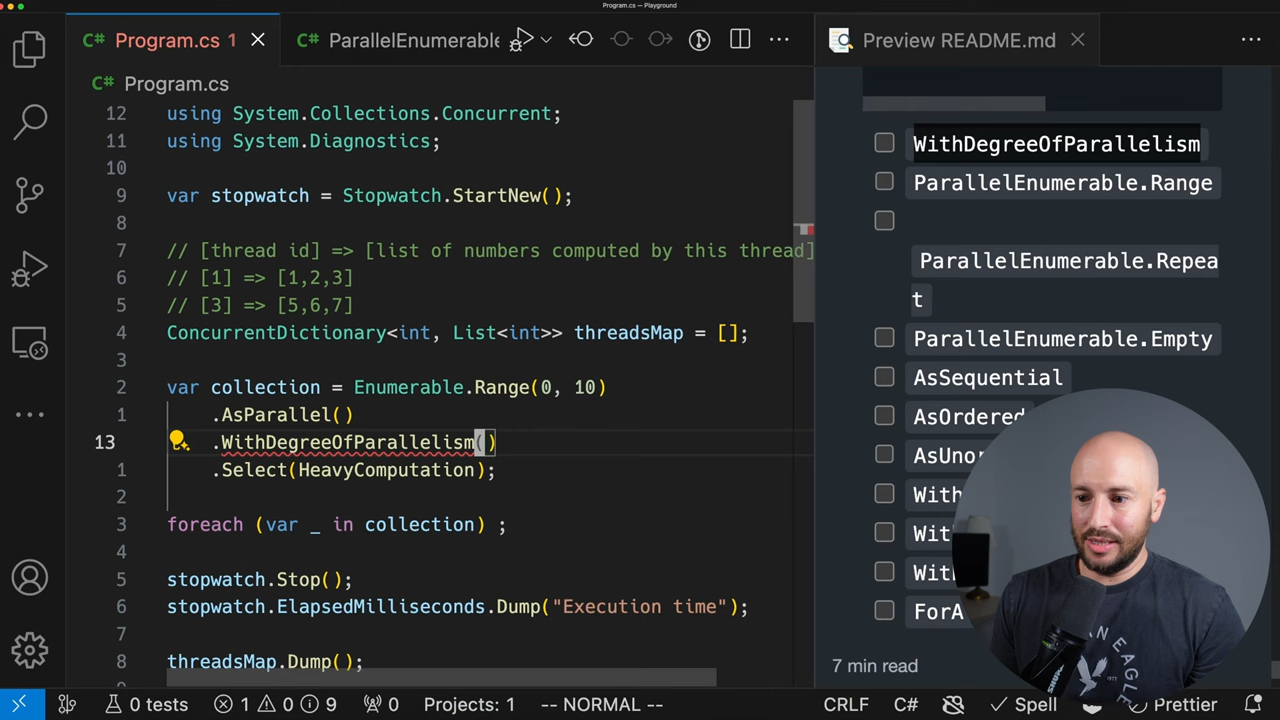 Program.cs — Playground
C# Program.cs 1
C# ParallelEnumerable
Preview README.md
C# Program.cs
12 using System.Collections.Concurrent;
11 using System.Diagnostics;
10
9 var stopwatch = Stopwatch.StartNew();
8
7 // [thread id] => [list of numbers computed by this thread]
6 // [1] => [1,2,3]
5 // [3] => [5,6,7]
4 ConcurrentDictionary<int, List<int>> threadsMap = [];
3
2 var collection = Enumerable.Range(0, 10)
1 .AsParallel()
13 .WithDegreeOfParallelism()
1 .Select(HeavyComputation);
2
3 foreach (var _ in collection) ;
4
5 stopwatch.Stop();
6 stopwatch.ElapsedMilliseconds.Dump("Execution time");
7
8 threadsMap.Dump();
WithDegreeOfParallelism
ParallelEnumerable.Range
ParallelEnumerable.Repea
t
ParallelEnumerable.Empty
AsSequential
AsOrdered
AsUno
With
Wit
Wit
ForA
7 min read
AN EAGLE
0 tests 1 0 9 0 Projects: 1 -- NORMAL -- CRLF C# Spell Prettier